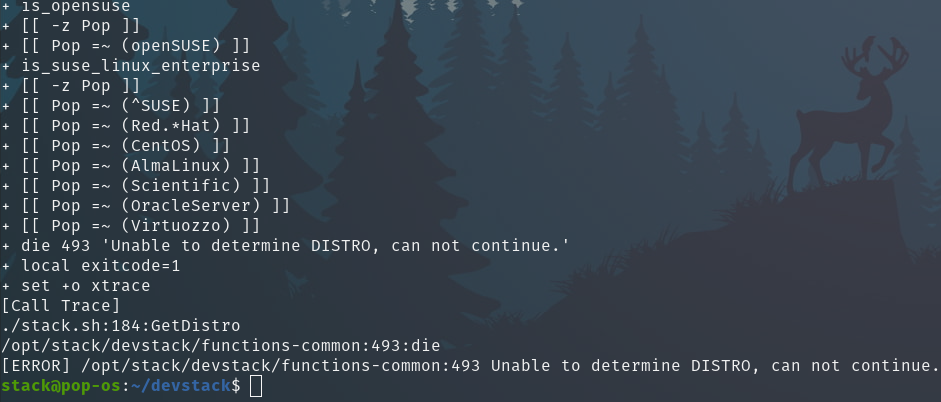 + is_opensuse
+ [[ -z Pop ]]
+ [[ Pop =~ (openSUSE) ]]
+ is_suse_linux_enterprise
+ [[ -z Pop ]]
+ [[ Pop =~ (^SUSE) ]]
+ [[ Pop =~ (Red.*Hat) ]]
+ [[ Pop =~ (CentOS) ]]
+ [[ Pop =~ (AlmaLinux) ]]
+ [[ Pop =~ (Scientific) ]]
+ [[ Pop =~ (OracleServer) ]]
+ [[ Pop =~ (Virtuozzo) ]]
+ die 493 'Unable to determine DISTRO, can not continue.'
+ local exitcode=1
+ set +o xtrace
[Call Trace]
./stack.sh:184:GetDistro
/opt/stack/devstack/functions-common:493:die
[ERROR] /opt/stack/devstack/functions-common:493 Unable to determine DISTRO, can not continue.
stack@pop-os:~/devstack$